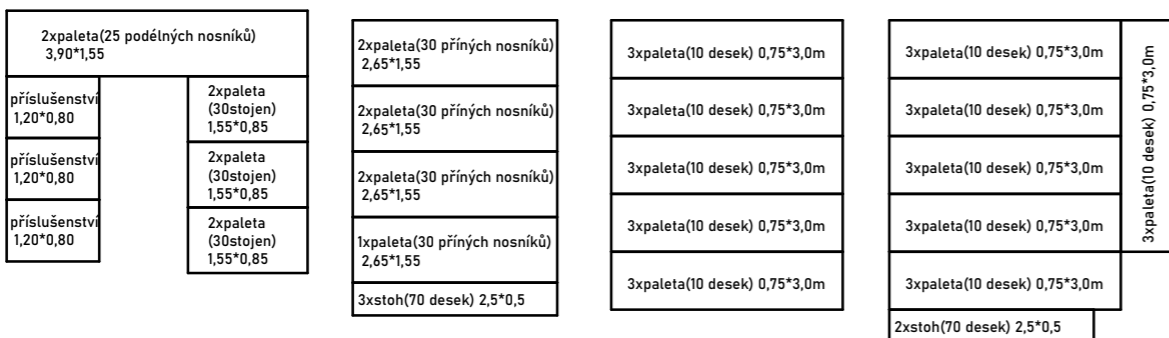 2xpaleta(25 podélných nosníků)
3,90*1,55
příslušenství
1,20*0,80
příslušenství
1,20*0,80
příslušenství
1,20*0,80
2xpaleta
(30stojen)
1,55*0,85
2xpaleta
(30stojen)
1,55*0,85
2xpaleta
(30stojen)
1,55*0,85
2xpaleta(30 příných nosníků)
2,65*1,55
2xpaleta(30 příných nosníků)
2,65*1,55
2xpaleta(30 příných nosníků)
2,65*1,55
1xpaleta(30 příných nosníků)
2,65*1,55
3xstoh(70 desek) 2,5*0,5
3xpaleta(10 desek) 0,75*3,0m
3xpaleta(10 desek) 0,75*3,0m
3xpaleta(10 desek) 0,75*3,0m
3xpaleta(10 desek) 0,75*3,0m
3xpaleta(10 desek) 0,75*3,0m
3xpaleta(10 desek) 0,75*3,0m
3xpaleta(10 desek) 0,75*3,0m
3xpaleta(10 desek) 0,75*3,0m
3xpaleta(10 desek) 0,75*3,0m
3xpaleta(10 desek) 0,75*3,0m
2xstoh(70 desek) 2,5*0,5
3xpaleta(10 desek) 0,75*3,0m